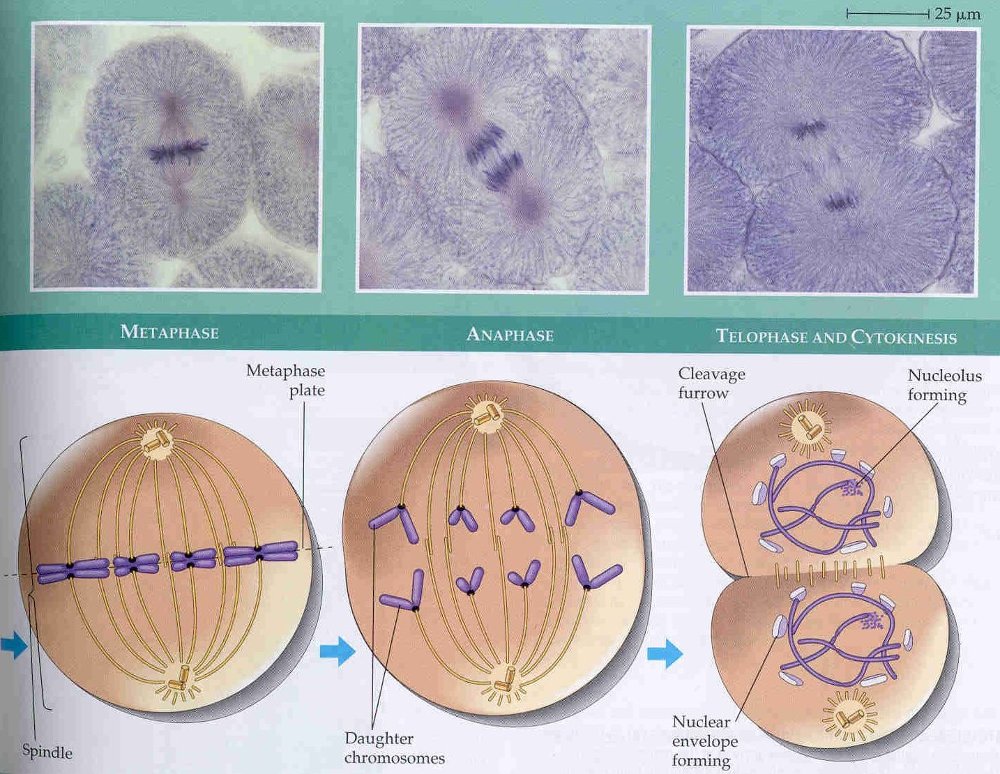 25 μm
METAPHASE
ANAPHASE
TELOPHASE AND CYTOKINESIS
Metaphase
plate
Cleavage
furrow
Nucleolus
forming
Spindle
Daughter
chromosomes
Nuclear
envelope
forming